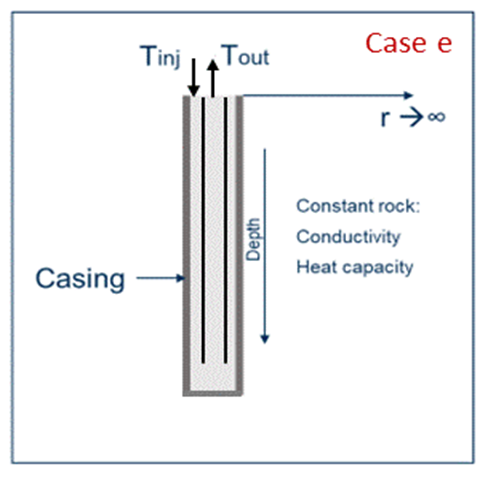 Case e
Tinj Tout
r → ∞
Depth
Constant rock:
Conductivity
Heat capacity
Casing